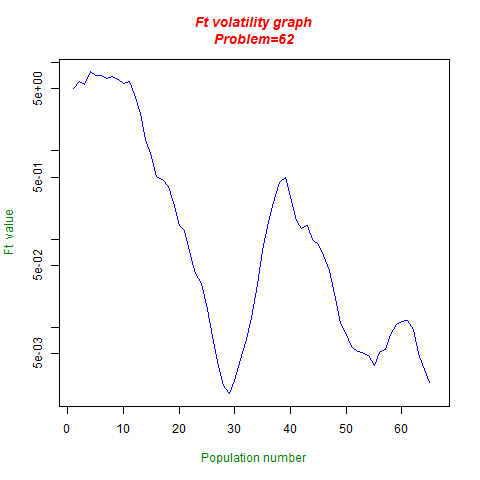 Ft volatility graph
Problem=62
5e+00
5e-01
5e-02
5e-03
Ft value
0 10 20 30 40 50 60
Population number